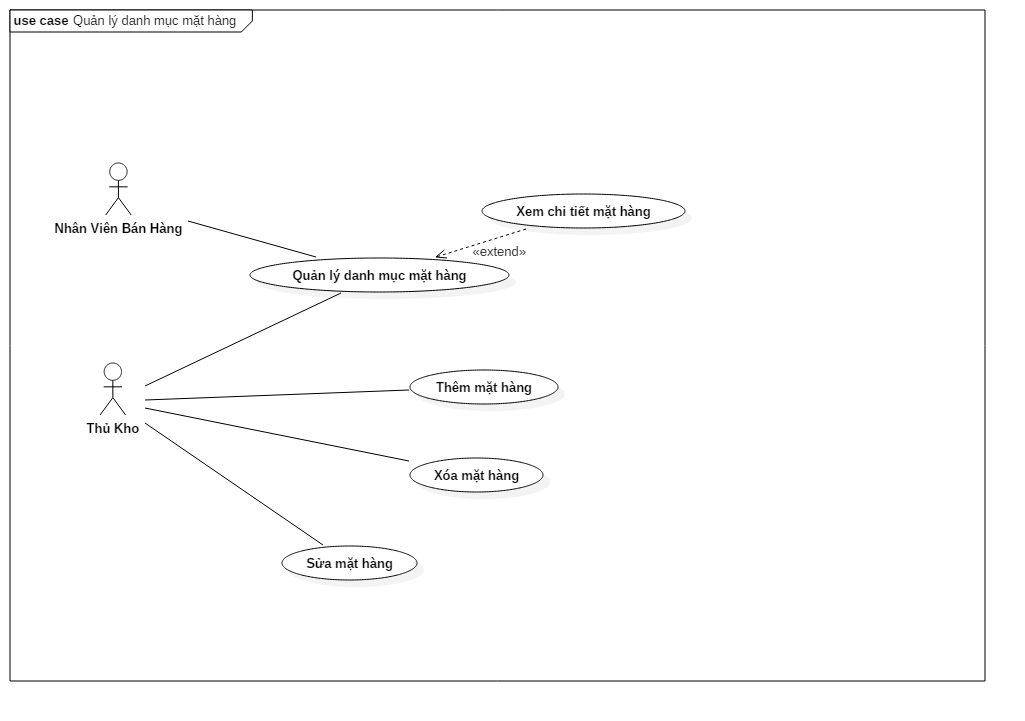 use case Quản lý danh mục mặt hàng
Nhân Viên Bán Hàng
Xem chi tiết mặt hàng
«extend»
Quản lý danh mục mặt hàng
Thêm mặt hàng
Thủ Kho
Xóa mặt hàng
Sửa mặt hàng